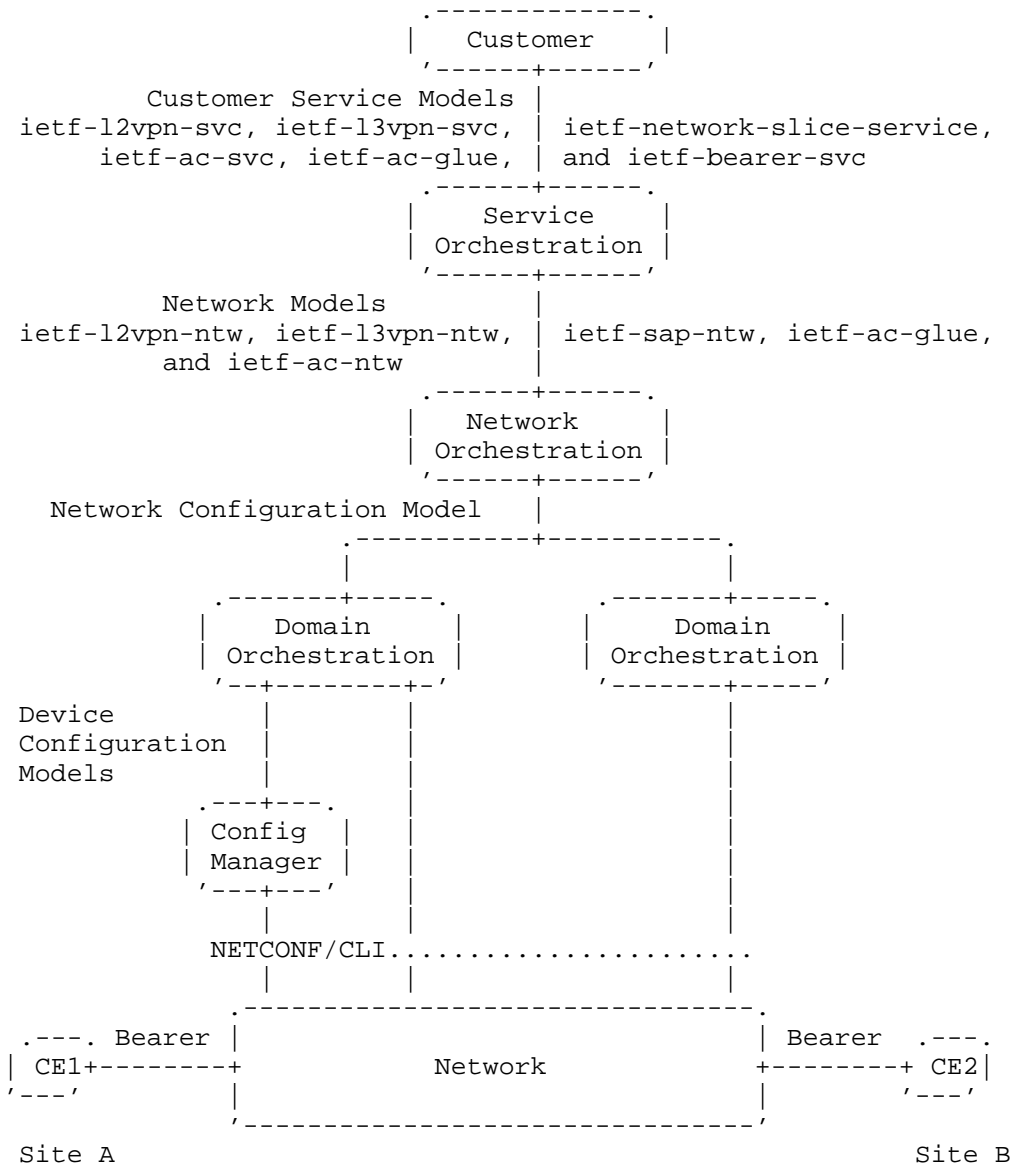 Customer
Customer Service Models
ietf-l2vpn-svc, ietf-l3vpn-svc, ietf-network-slice-service,
ietf-ac-svc, ietf-ac-glue, and ietf-bearer-svc
Service
Orchestration
Network Models
ietf-l2vpn-ntw, ietf-l3vpn-ntw, ietf-sap-ntw, ietf-ac-glue,
and ietf-ac-ntw
Network
Orchestration
Network Configuration Model
Domain Domain
Orchestration Orchestration
Device
Configuration
Models
Config
Manager
NETCONF/CLI.......................
Bearer Bearer
CE1 Network CE2
Site A Site B